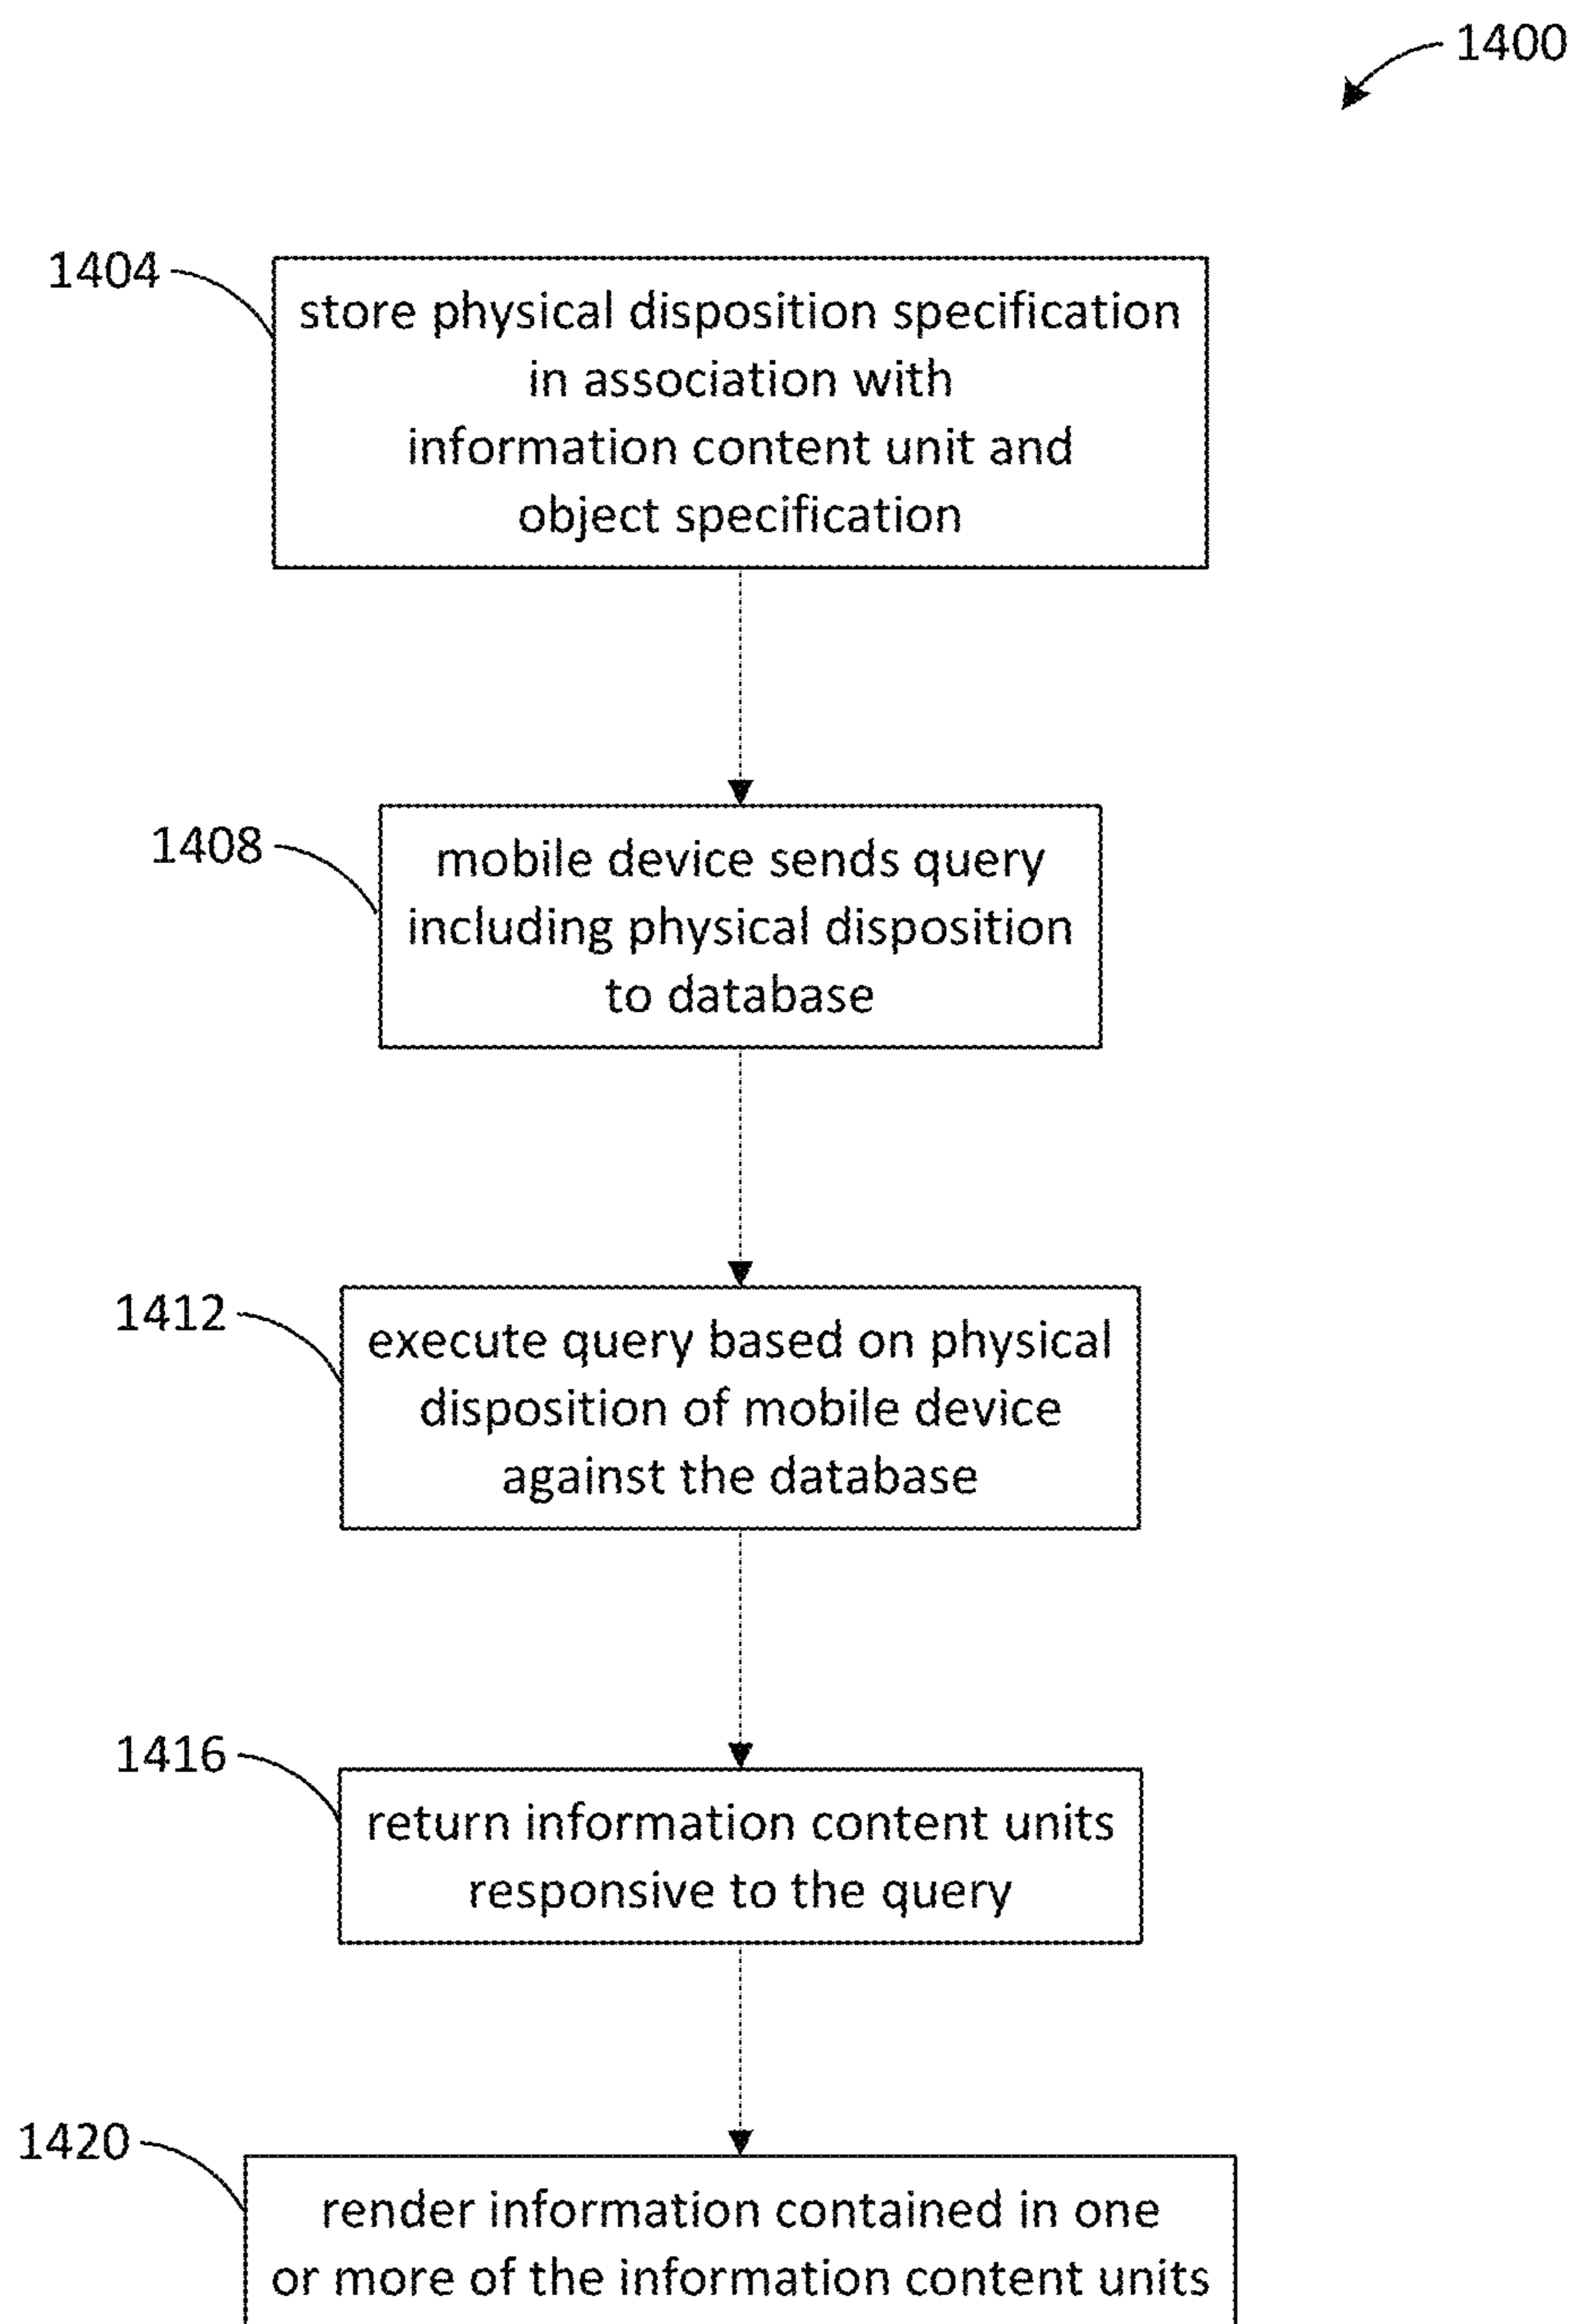 1400
1404
store physical disposition specification
in association with
information content unit and
object specification
1408
mobile device sends query
including physical disposition
to database
1412
execute query based on physical
disposition of mobile device
against the database
1416
return information content units
responsive to the query
1420
render information contained in one
or more of the information content units